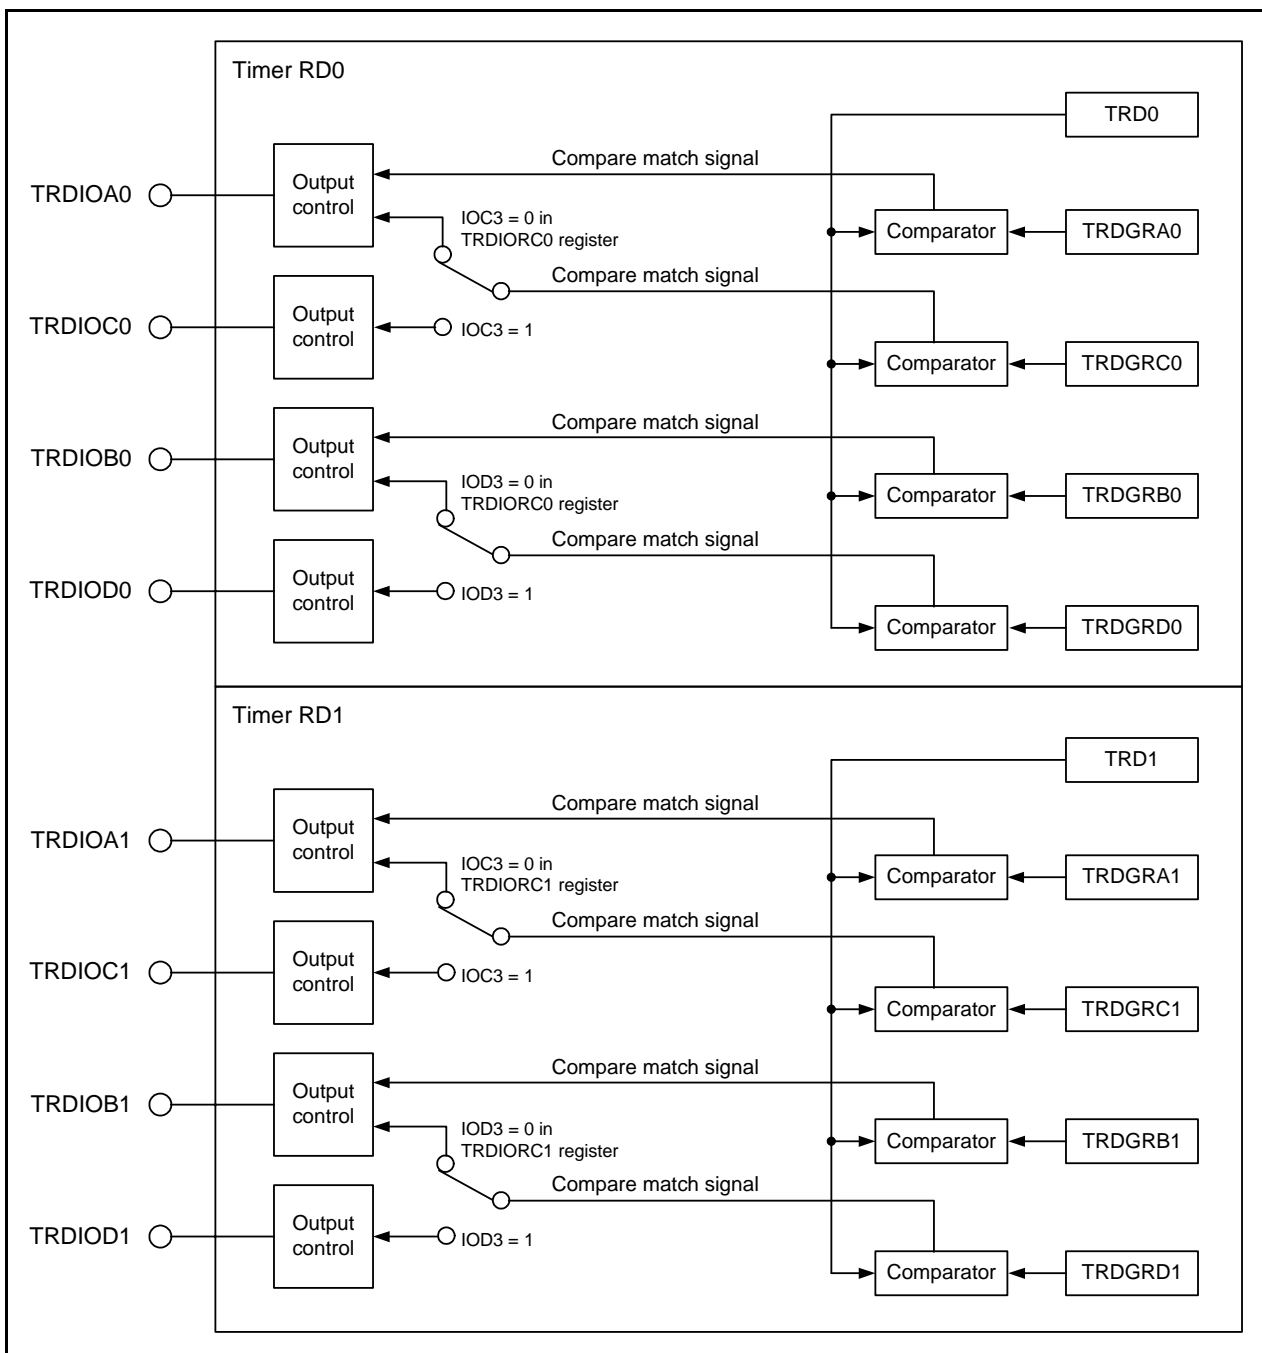 Timer RD0
TRD0
Compare match signal
TRDIOA0
Output
control
IOC3 = 0 in
TRDIORC0 register
Comparator
TRDGRA0
Compare match signal
TRDIOC0
Output
control
IOC3 = 1
Comparator
TRDGRC0
Compare match signal
TRDIOB0
Output
control
IOD3 = 0 in
TRDIORC0 register
Comparator
TRDGRB0
Compare match signal
TRDIOD0
Output
control
IOD3 = 1
Comparator
TRDGRD0
Timer RD1
TRD1
Compare match signal
TRDIOA1
Output
control
IOC3 = 0 in
TRDIORC1 register
Comparator
TRDGRA1
Compare match signal
TRDIOC1
Output
control
IOC3 = 1
Comparator
TRDGRC1
Compare match signal
TRDIOB1
Output
control
IOD3 = 0 in
TRDIORC1 register
Comparator
TRDGRB1
Compare match signal
TRDIOD1
Output
control
IOD3 = 1
Comparator
TRDGRD1